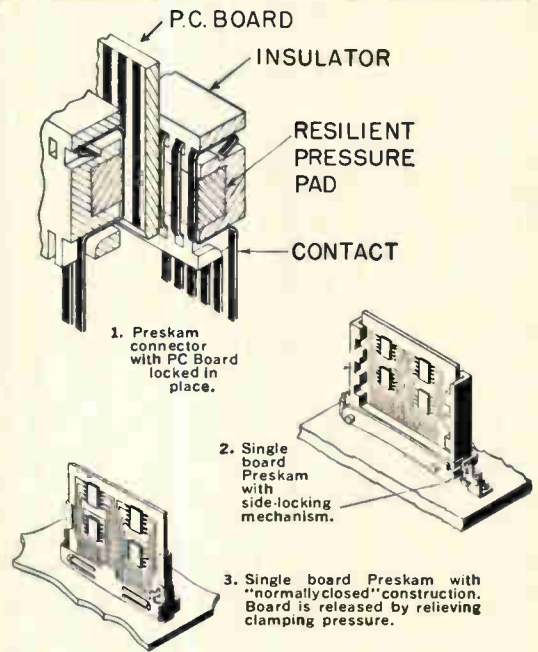 P.C. BOARD
INSULATOR
RESILIENT
PRESSURE
PAD
CONTACT
1. Preskam
connector
with PC Board
locked in
place.
2. Single
board
Preskam
with
side-locking
mechanism.
3. Single board Preskam with
"normally closed" construction.
Board is released by relieving
clamping pressure.